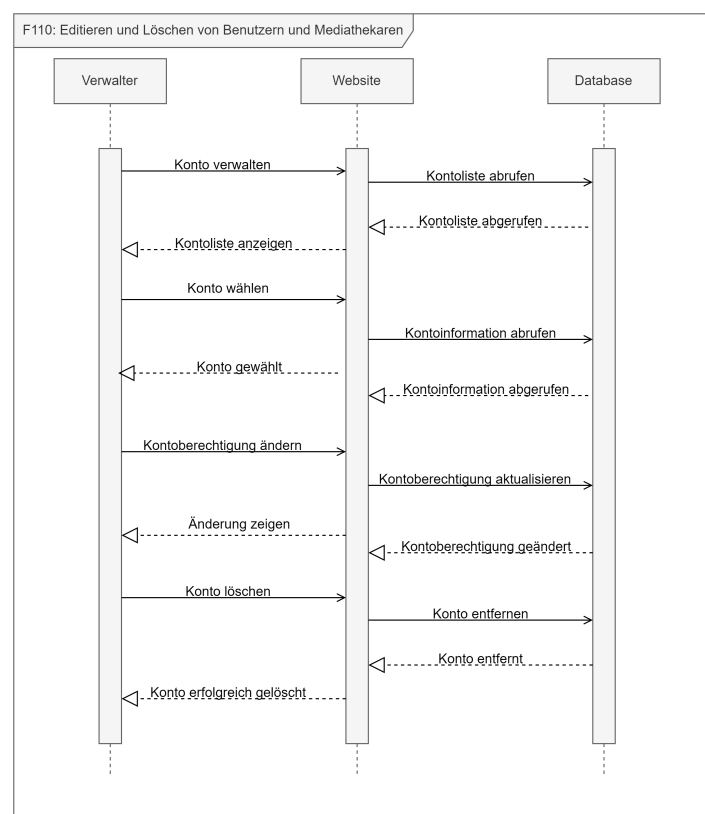 F110: Editieren und Löschen von Benutzern und Mediathekaren
Verwalter
Website
Database
Konto verwalten
Kontoliste abrufen
Kontoliste abgerufen
Kontoliste anzeigen
Konto wählen
Kontoinformation abrufen
Konto gewählt
Kontoinformation abgerufen
Kontoberechtigung ändern
Kontoberechtigung aktualisieren
Änderung zeigen
Kontoberechtigung geändert
Konto löschen
Konto entfernen
Konto entfernt
Konto erfolgreich gelöscht